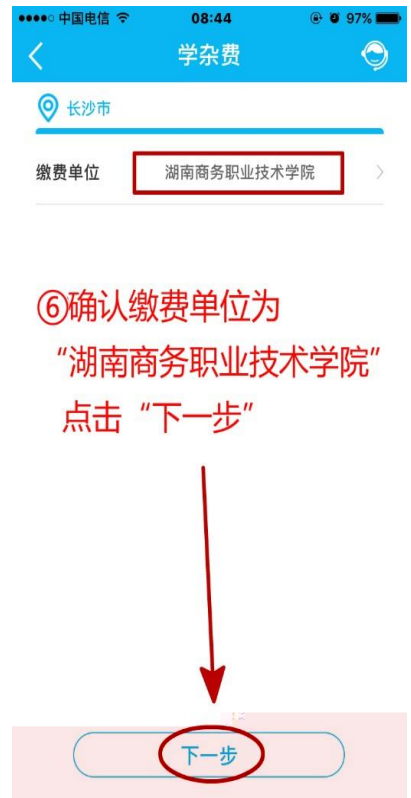 中国电信 08:44 97%
学杂费
长沙市
缴费单位 湖南商务职业技术学院
⑥确认缴费单位为
“湖南商务职业技术学院”
点击“下一步”
下一步